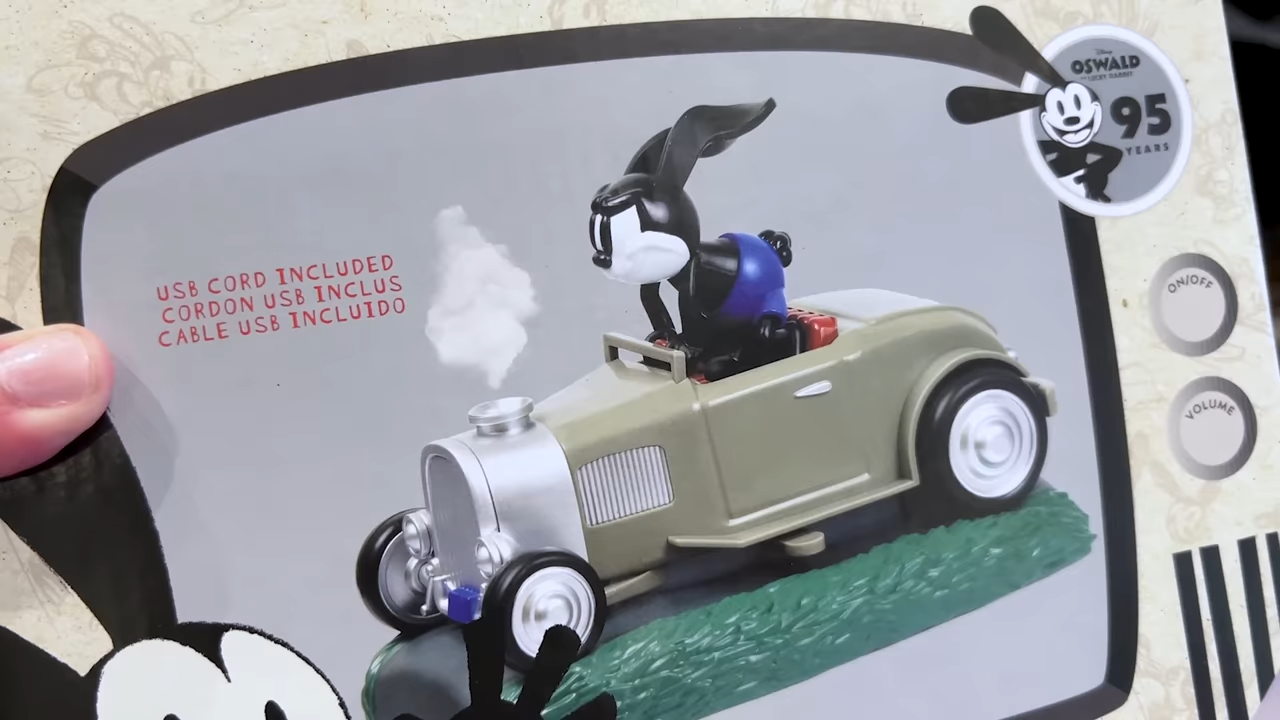 USB CORD INCLUDED
CORDON USB INCLUS
CABLE USB INCLUIDO
Disney
OSWALD
THE LUCKY RABBIT
95
YEARS
ON/OFF
VOLUME